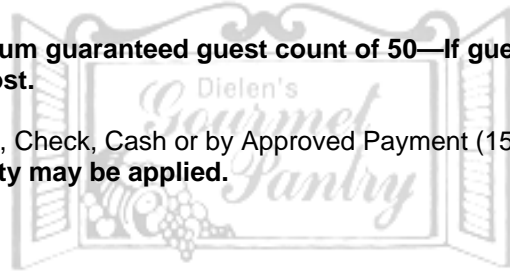 um guaranteed guest count of 50—If gue
ost.
Dielen's
Gourmet
, Check, Cash or by Approved Payment (15
ty may be applied.
Pantry